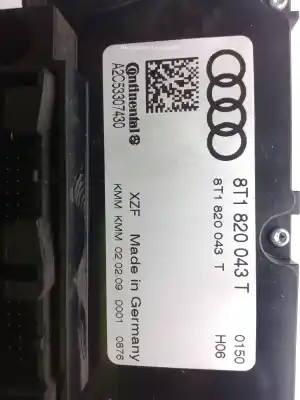 8T1 820 043 T 0150
8T1 820 043 T H06
Continental
A2C53307430
XZF Made in Germany
KMM KMM 02.02.09 0001 0876